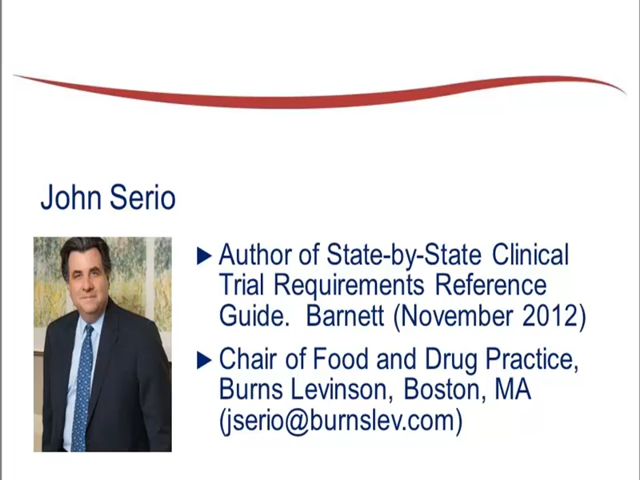 John Serio
Author of State-by-State Clinical
Trial Requirements Reference
Guide.  Barnett (November 2012)
Chair of Food and Drug Practice,
Burns Levinson, Boston, MA
(jserio@burnslev.com)